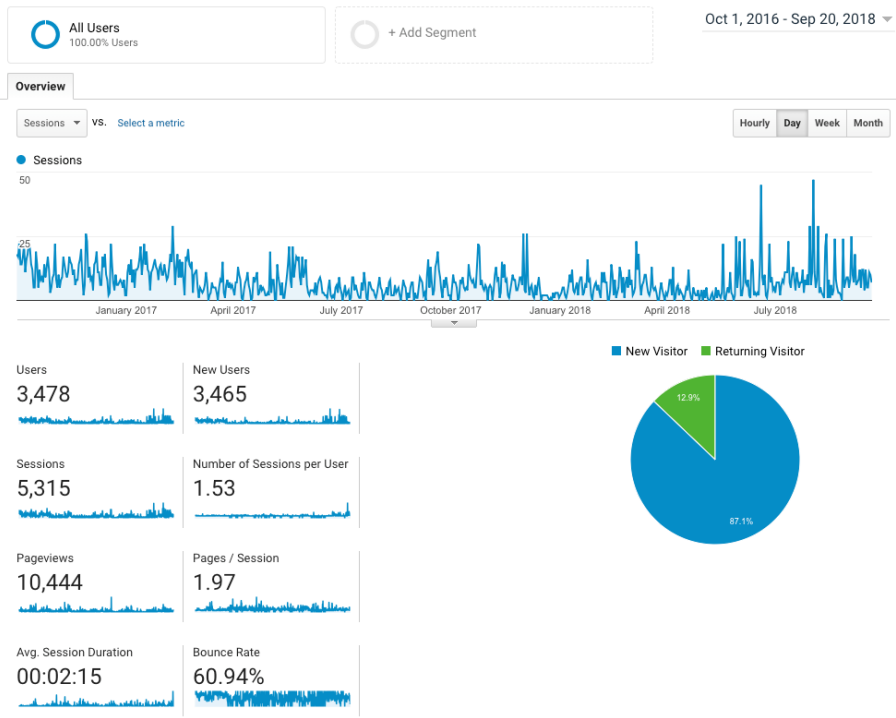 All Users
100.00% Users
+ Add Segment
Oct 1, 2016 - Sep 20, 2018
Overview
Sessions VS. Select a metric
Hourly Day Week Month
Sessions
50
25
January 2017 April 2017 July 2017 October 2017 January 2018 April 2018 July 2018
New Visitor Returning Visitor
Users
3,478
New Users
3,465
Sessions
5,315
Number of Sessions per User
1.53
Pageviews
10,444
Pages / Session
1.97
Avg. Session Duration
00:02:15
Bounce Rate
60.94%
12.9%
87.1%